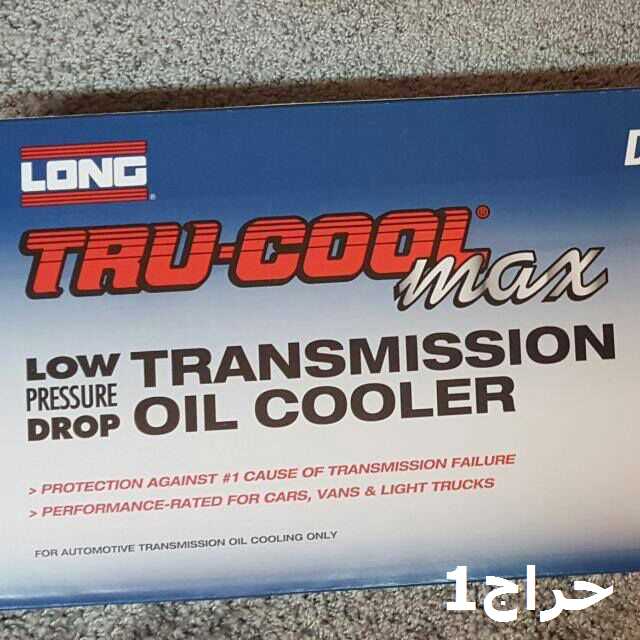 LONG®
TRU-COOL®
max
LOW PRESSURE DROP
TRANSMISSION
OIL COOLER
> PROTECTION AGAINST #1 CAUSE OF TRANSMISSION FAILURE
> PERFORMANCE-RATED FOR CARS, VANS & LIGHT TRUCKS
FOR AUTOMOTIVE TRANSMISSION OIL COOLING ONLY
حراج1